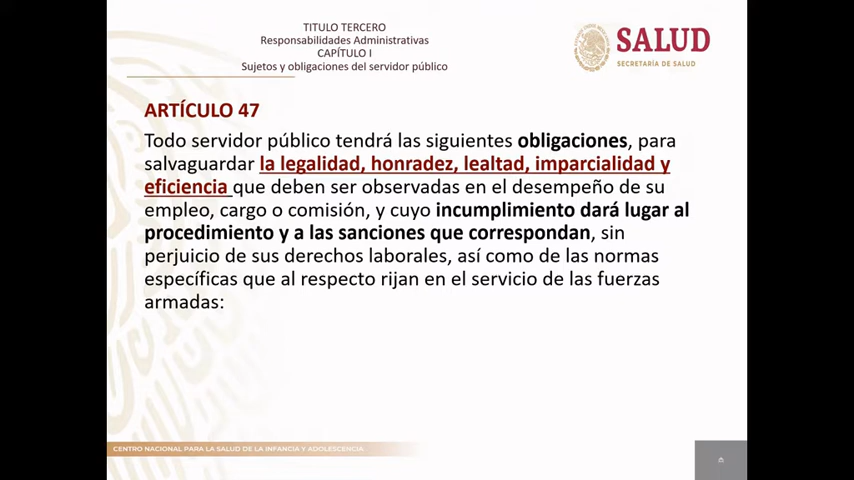 TITULO TERCERO
Responsabilidades Administrativas
CAPÍTULO I
Sujetos y obligaciones del servidor público
SALUD
SECRETARÍA DE SALUD
ARTÍCULO 47
Todo servidor público tendrá las siguientes obligaciones, para
salvaguardar la legalidad, honradez, lealtad, imparcialidad y
eficiencia que deben ser observadas en el desempeño de su
empleo, cargo o comisión, y cuyo incumplimiento dará lugar al
procedimiento y a las sanciones que correspondan, sin
perjuicio de sus derechos laborales, así como de las normas
específicas que al respecto rijan en el servicio de las fuerzas
armadas:
CENTRO NACIONAL PARA LA SALUD DE LA INFANCIA Y ADOLESCENCIA